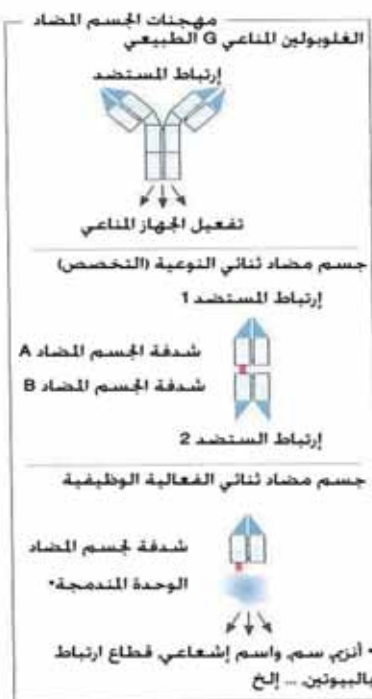 مهجنات الجسم المضاد
الغلوبولين المناعي G الطبيعي
إرتباط المستضد
تفعيل الجهاز المناعي
جسم مضاد ثنائي النوعية (التخصص)
إرتباط المستضد 1
شدفة الجسم المضاد A
شدفة الجسم المضاد B
إرتباط الستضد 2
جسم مضاد ثنائي الفعالية الوظيفية
شدفة لجسم المضاد
الوحدة المندمجة*
* أنزيم، سم، واسم إشعاعي، قطاع ارتباط
بالبيوتين ... إلخ